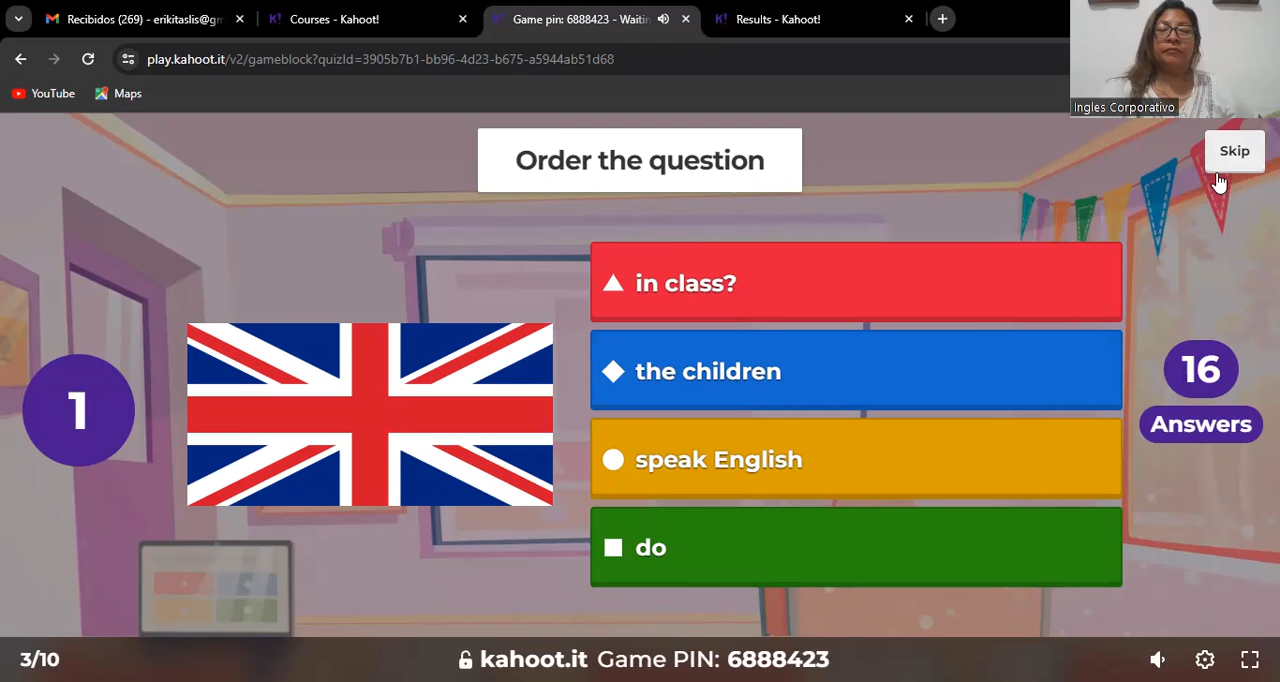 Recibidos (269) - erikitaslis@gm
Courses - Kahoot!
Game pin: 6888423 - Waitin
Results - Kahoot!
play.kahoot.it/v2/gameblock?quizId=3905b7b1-bb96-4d23-b675-a5944ab51d68
YouTube
Maps
Ingles Corporativo
Order the question
Skip
in class?
the children
speak English
do
1
16
Answers
3/10
kahoot.it Game PIN: 6888423